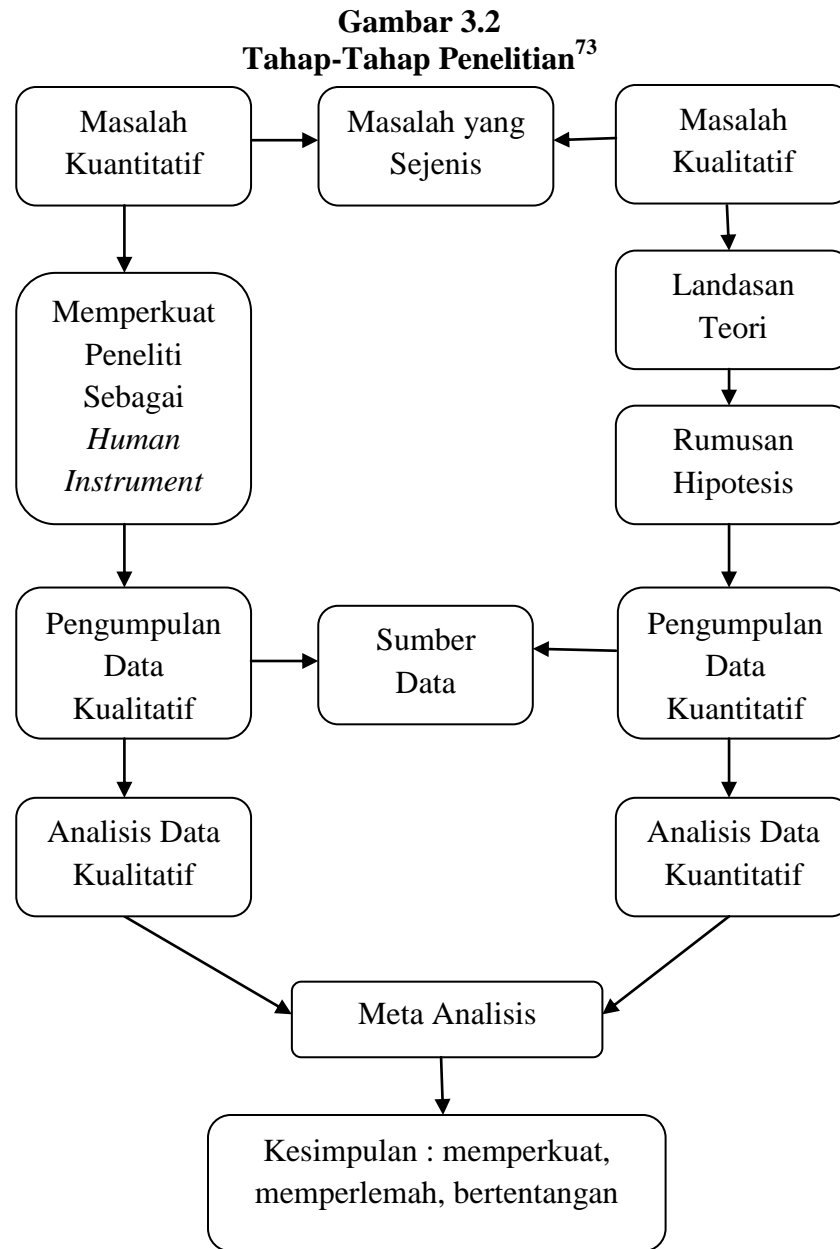 Gambar 3.2
Tahap-Tahap Penelitian73
Masalah
Kuantitatif
Masalah yang
Sejenis
Masalah
Kualitatif
Memperkuat
Peneliti
Sebagai
Human
Instrument
Landasan
Teori
Rumusan
Hipotesis
Pengumpulan
Data
Kualitatif
Sumber
Data
Pengumpulan
Data
Kuantitatif
Analisis Data
Kualitatif
Analisis Data
Kuantitatif
Meta Analisis
Kesimpulan : memperkuat,
memperlemah, bertentangan